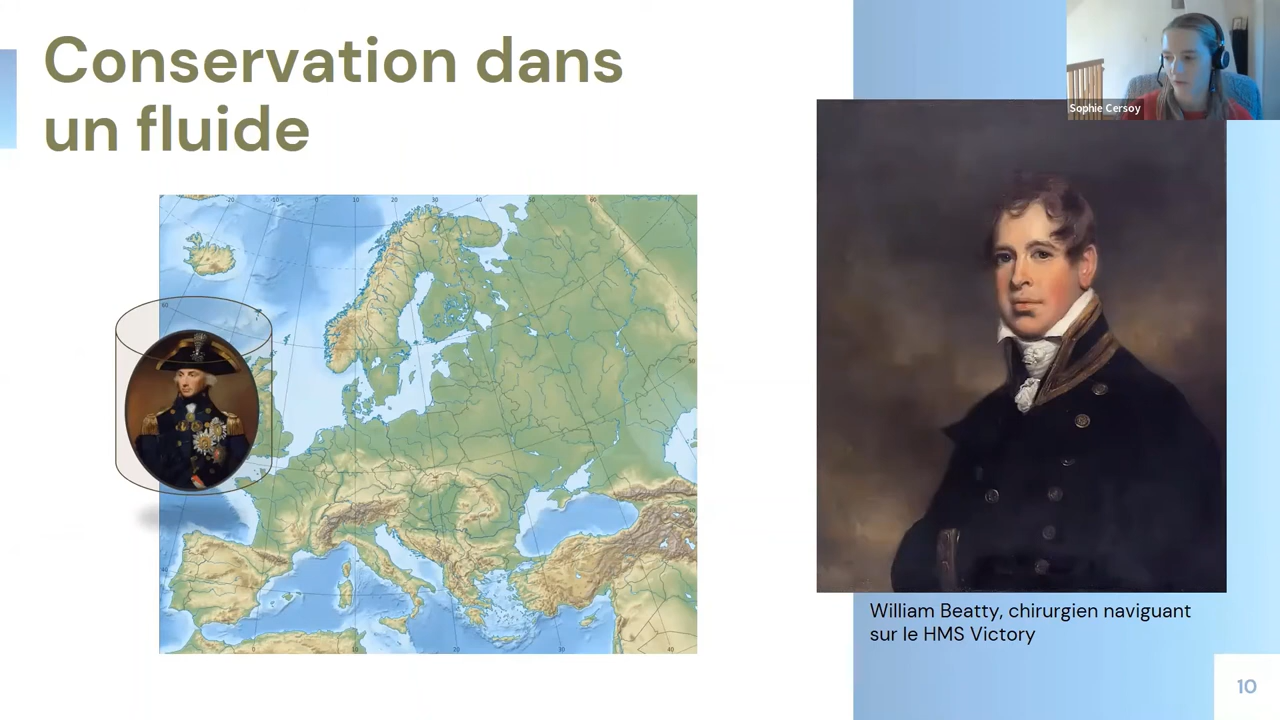 Conservation dans
un fluide
Sophie Cersoy
William Beatty, chirurgien naviguant
sur le HMS Victory
10